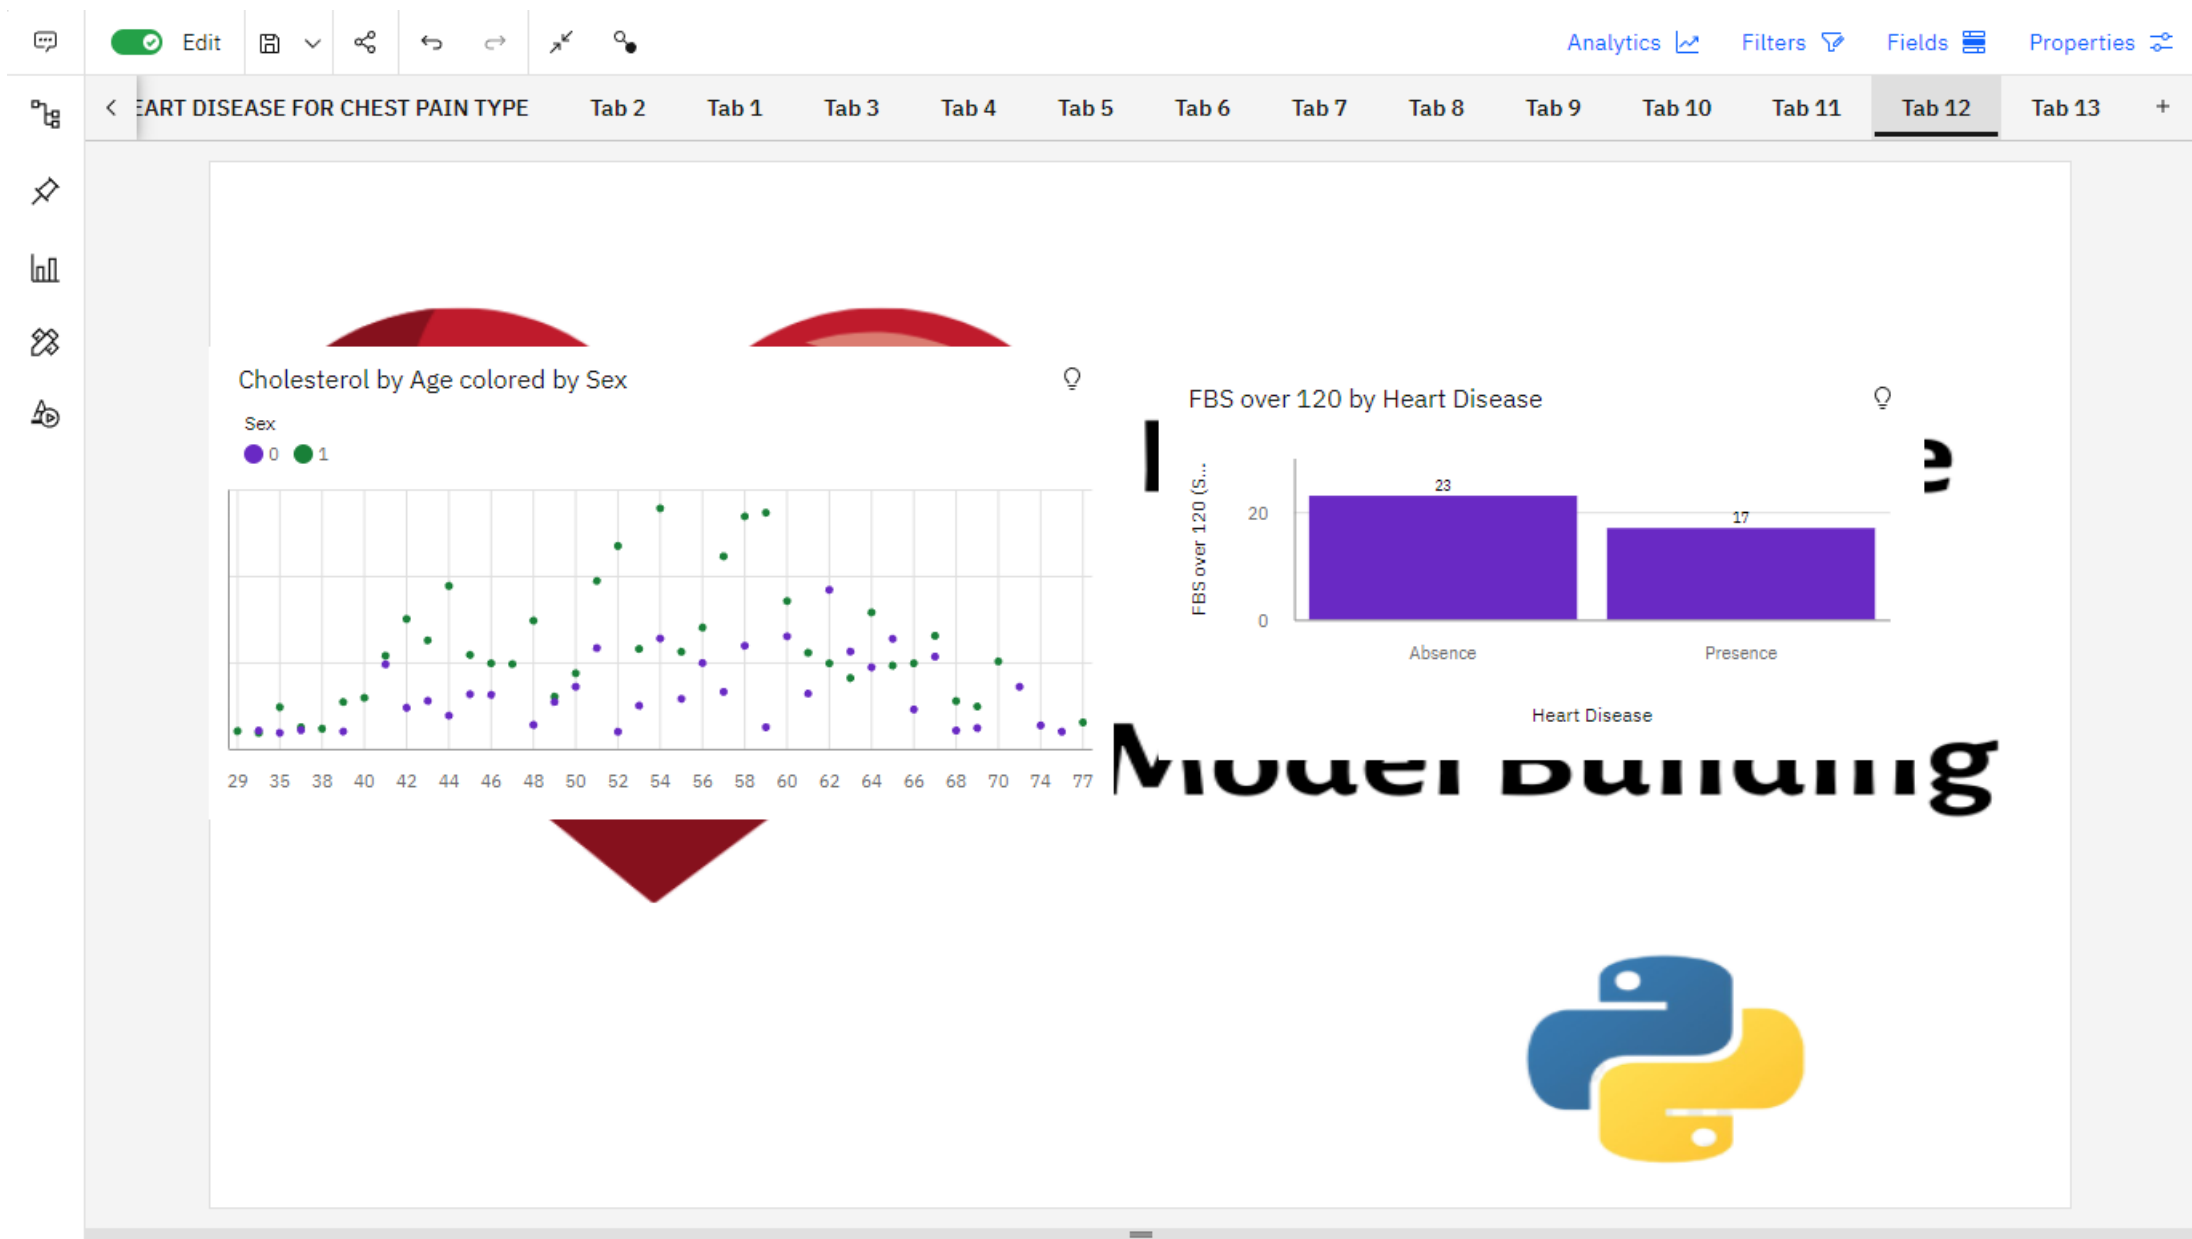 Edit
Analytics Filters Fields Properties
EART DISEASE FOR CHEST PAIN TYPE Tab 2 Tab 1 Tab 3 Tab 4 Tab 5 Tab 6 Tab 7 Tab 8 Tab 9 Tab 10 Tab 11 Tab 12 Tab 13 +
Cholesterol by Age colored by Sex
Sex
0 1
29 35 38 40 42 44 46 48 50 52 54 56 58 60 62 64 66 68 70 74 77
FBS over 120 by Heart Disease
FBS over 120 (S...
20
0
23
17
Absence Presence
Heart Disease
e
Model Building